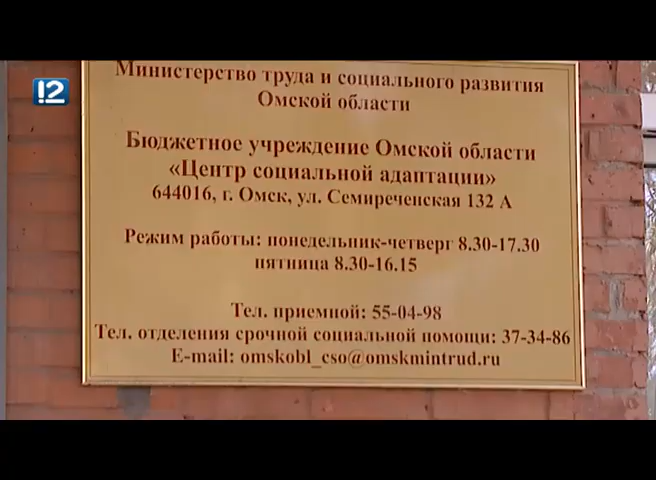 12
Министерство труда и социального развития
Омской области
Бюджетное учреждение Омской области
«Центр социальной адаптации»
644016, г. Омск, ул. Семиреченская 132 А
Режим работы: понедельник-четверг 8.30-17.30
пятница 8.30-16.15
Тел. приемной: 55-04-98
Тел. отделения срочной социальной помощи: 37-34-86
E-mail: omskobl_cso@omskmintrud.ru